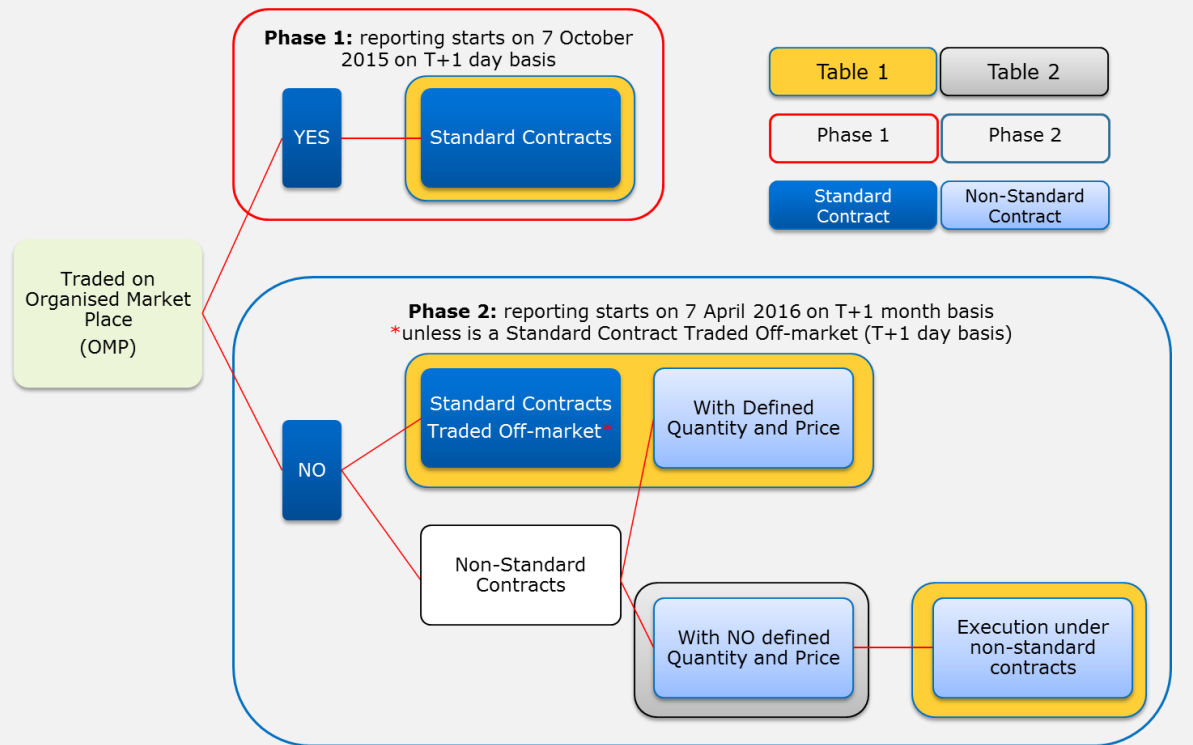 Phase 1: reporting starts on 7 October
2015 on T+1 day basis
YES
Standard Contracts
Table 1
Table 2
Phase 1
Phase 2
Standard
Contract
Non-Standard
Contract
Traded on
Organised Market
Place
(OMP)
Phase 2: reporting starts on 7 April 2016 on T+1 month basis
*unless is a Standard Contract Traded Off-market (T+1 day basis)
NO
Standard Contracts
Traded Off-market*
With Defined
Quantity and Price
Non-Standard
Contracts
With NO defined
Quantity and Price
Execution under
non-standard
contracts